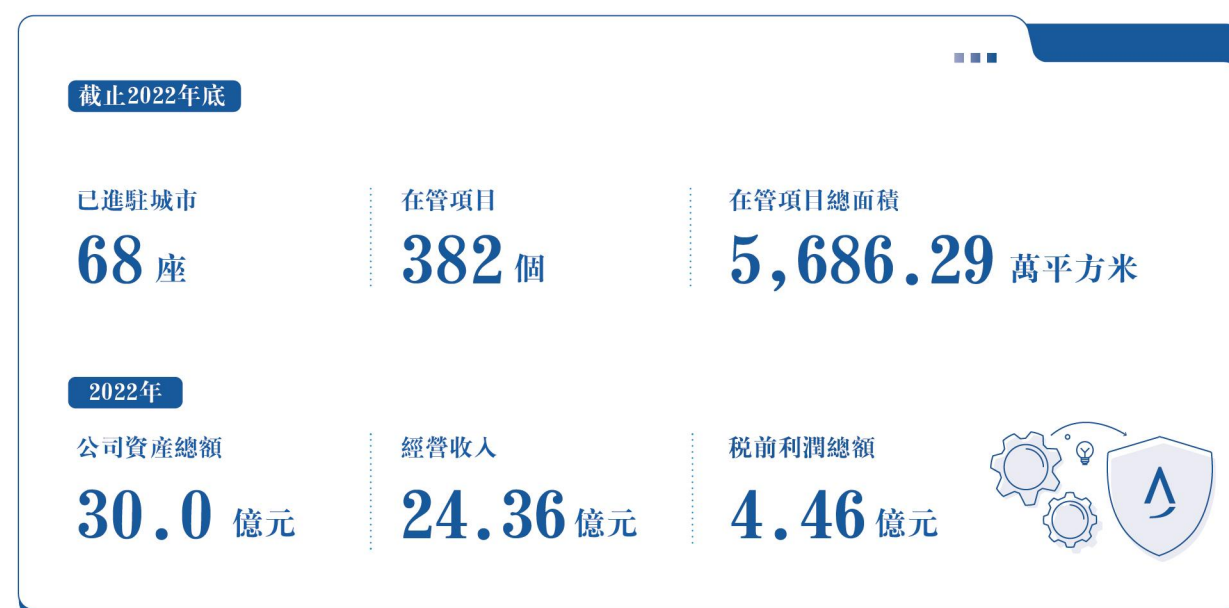 截止2022年底
已進駐城市
68 座
在管項目
382 個
在管項目總面積
5,686.29 萬平方米
2022年
公司資產總額
30.0 億元
經營收入
24.36 億元
税前利潤總額
4.46 億元